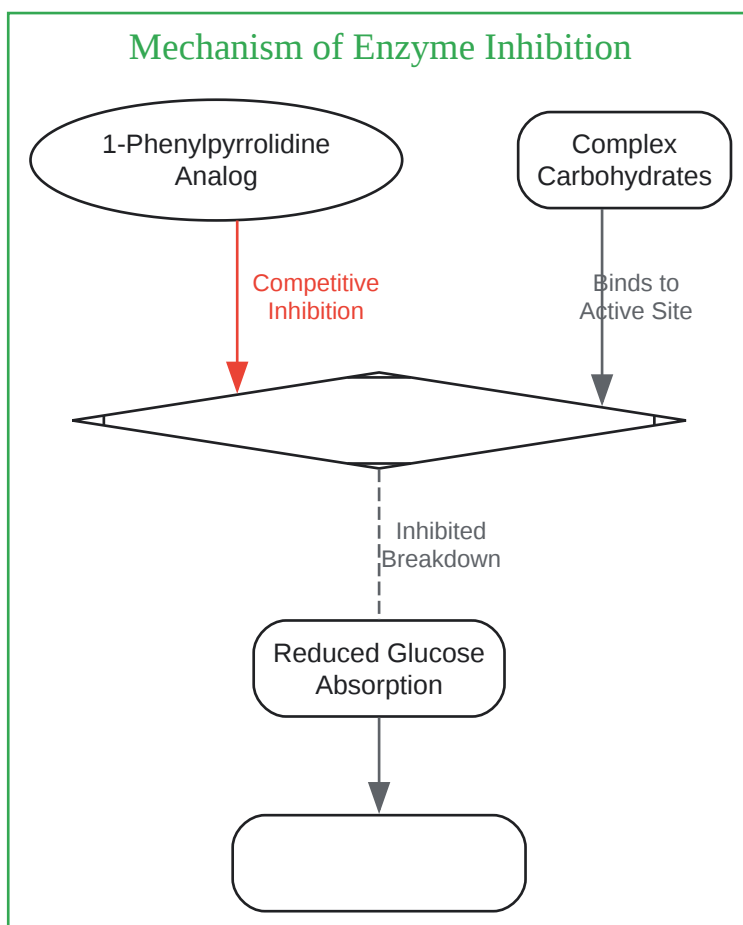 Mechanism of Enzyme Inhibition
1-Phenylpyrrolidine
Analog
Complex
Carbohydrates
Competitive
Inhibition
Binds to
Active Site
Inhibited
Breakdown
Reduced Glucose
Absorption